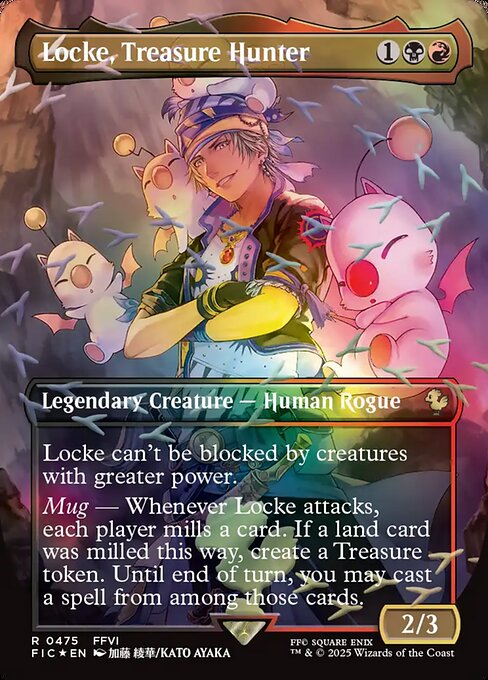 Locke, Treasure Hunter 1
Legendary Creature — Human Rogue
Locke can't be blocked by creatures
with greater power.
Mug — Whenever Locke attacks,
each player mills a card. If a land card
was milled this way, create a Treasure
token. Until end of turn, you may cast
a spell from among those cards.
2/3
R 0475 FFVI
FIC★EN 加藤 綾華/KATO AYAKA
FF© SQUARE ENIX
™ & © 2025 Wizards of the Coast